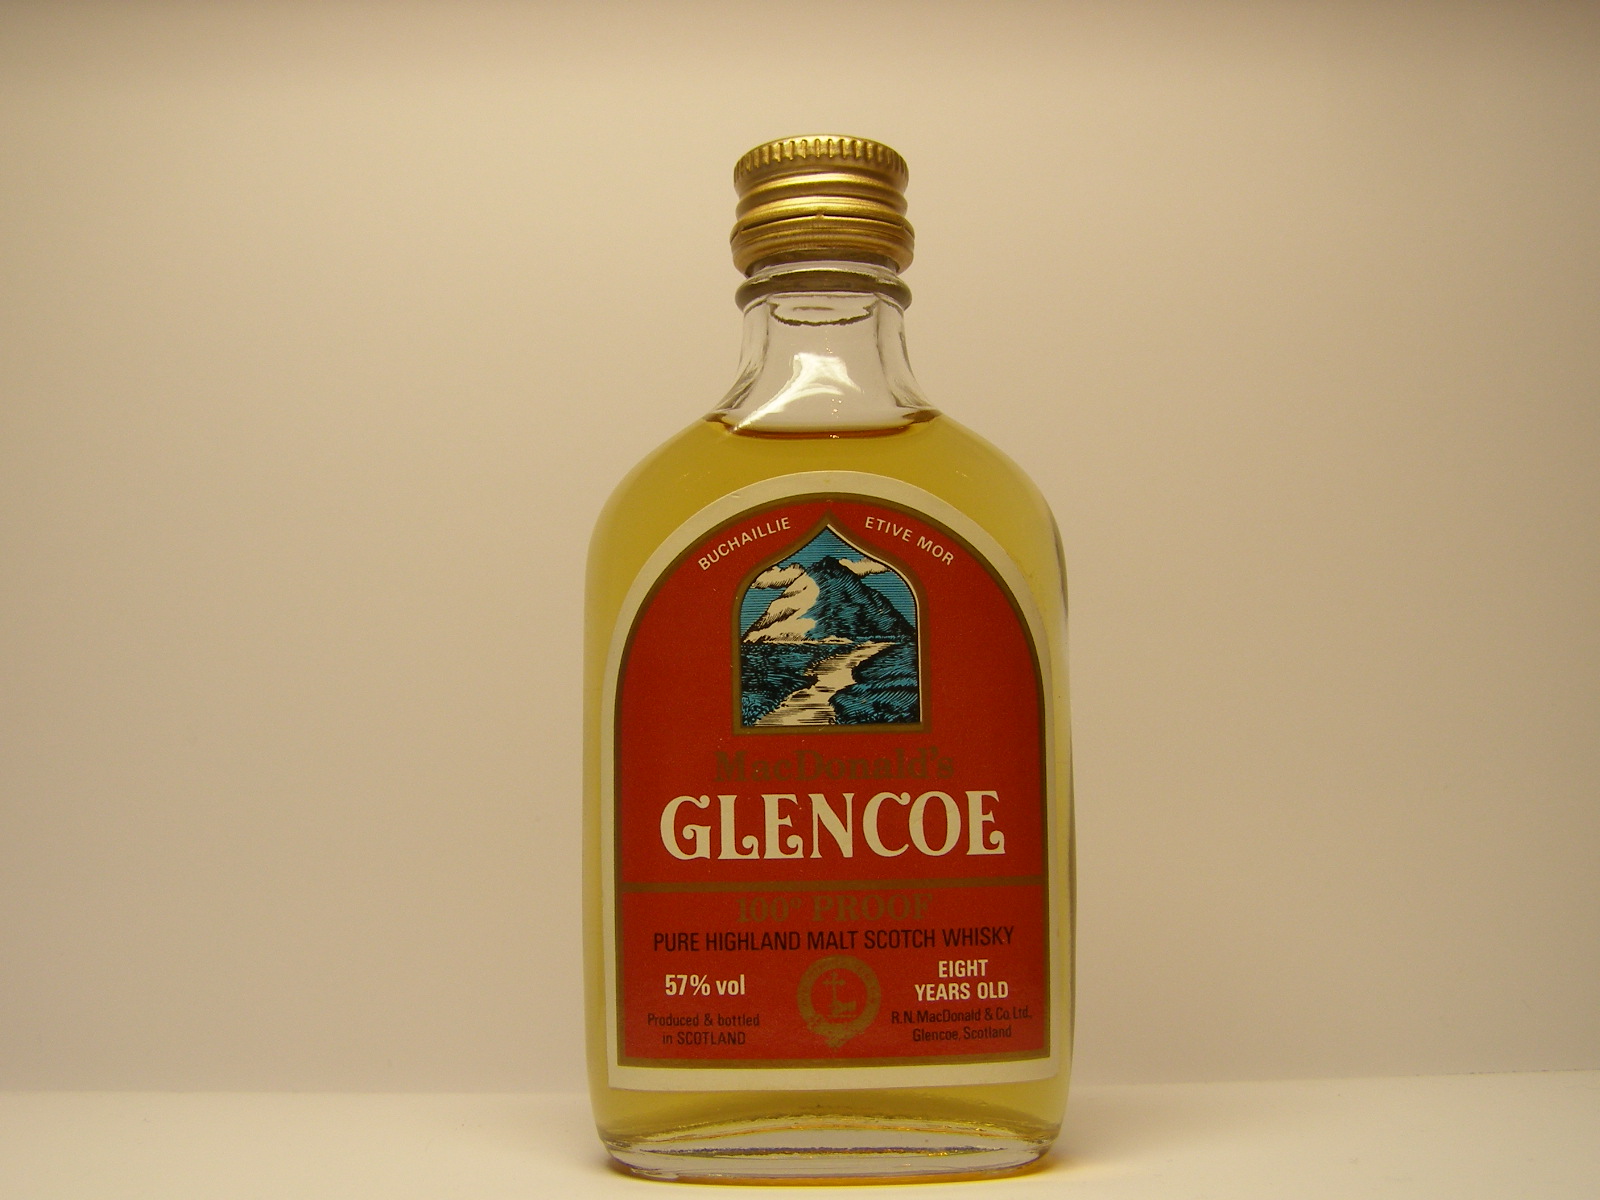 BUCHAILLIE ETIVE MOR
MacDonald's
GLENCOE
100° PROOF
PURE HIGHLAND MALT SCOTCH WHISKY
57% vol
EIGHT
YEARS OLD
Produced & bottled
in SCOTLAND
R.N. MacDonald & Co. Ltd.,
Glencoe, Scotland